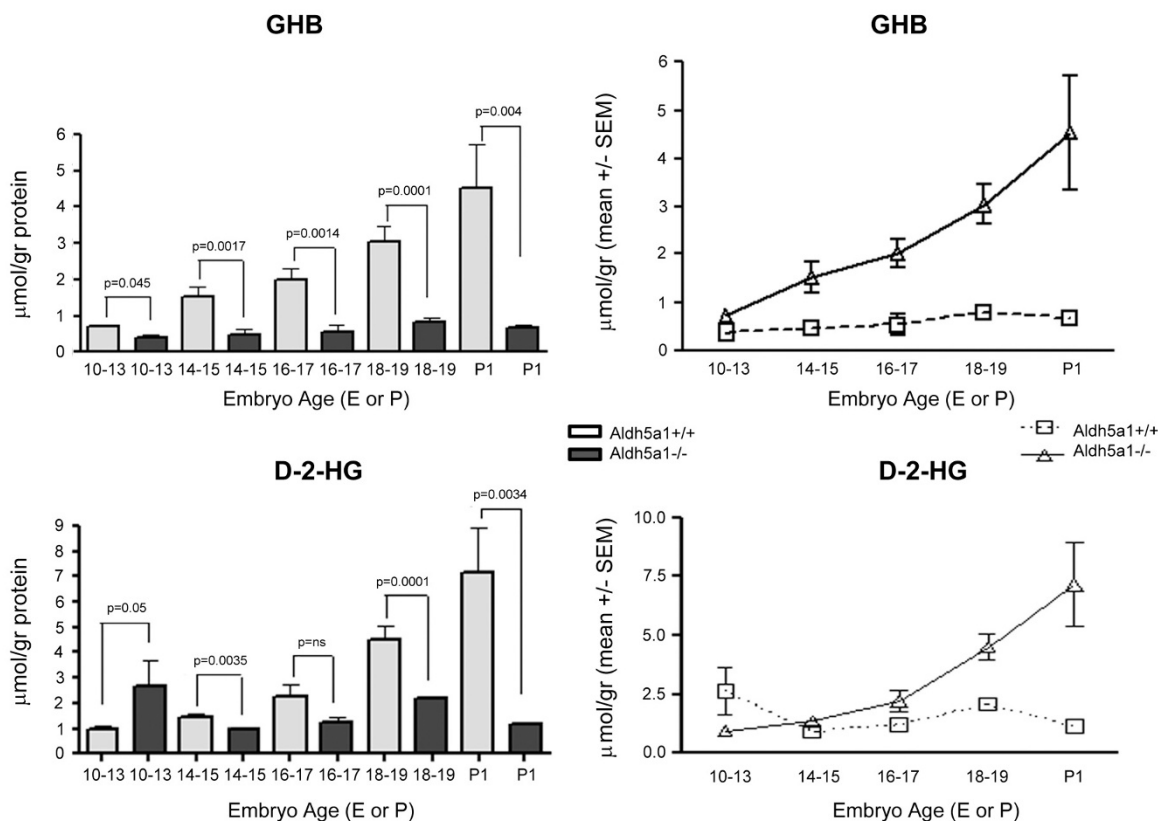 GHB
μmol/gr protein
6
5
4
3
2
1
0
p=0.045
p=0.0017
p=0.0014
p=0.0001
p=0.004
10-13 10-13 14-15 14-15 16-17 16-17 18-19 18-19 P1 P1
Embryo Age (E or P)
GHB
μmol/gr (mean +/- SEM)
6
5
4
3
2
1
0
10-13 14-15 16-17 18-19 P1
Embryo Age (E or P)
Aldh5a1+/+
Aldh5a1-/-
Aldh5a1+/+
Aldh5a1-/-
D-2-HG
μmol/gr protein
9
8
7
6
5
4
3
2
1
0
p=0.05
p=0.0035
p=ns
p=0.0001
p=0.0034
10-13 10-13 14-15 14-15 16-17 16-17 18-19 18-19 P1 P1
Embryo Age (E or P)
D-2-HG
μmol/gr (mean +/- SEM)
10.0
7.5
5.0
2.5
0.0
10-13 14-15 16-17 18-19 P1
Embryo Age (E or P)